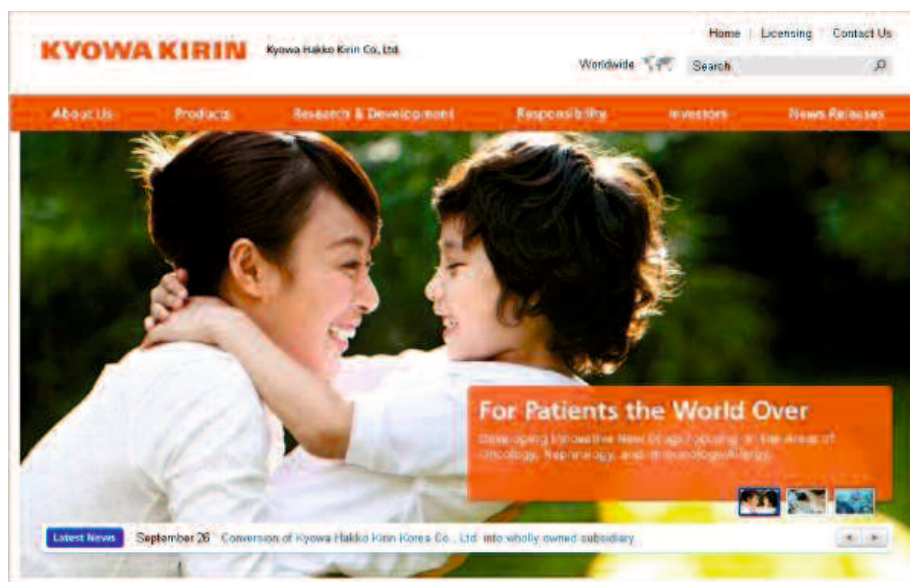 Home | Licensing | Contact Us
KYOWA KIRIN Kyowa Hakko Kirin Co., Ltd.
Worldwide Search
About Us Products Research & Development Responsibility Investors News Releases
For Patients the World Over
Developing Innovative New Drugs Focusing in the Areas of
Oncology, Nephrology, and Immunology/Allergy.
Latest News September 26 Conversion of Kyowa Hakko Kirin Korea Co., Ltd. into wholly owned subsidiary